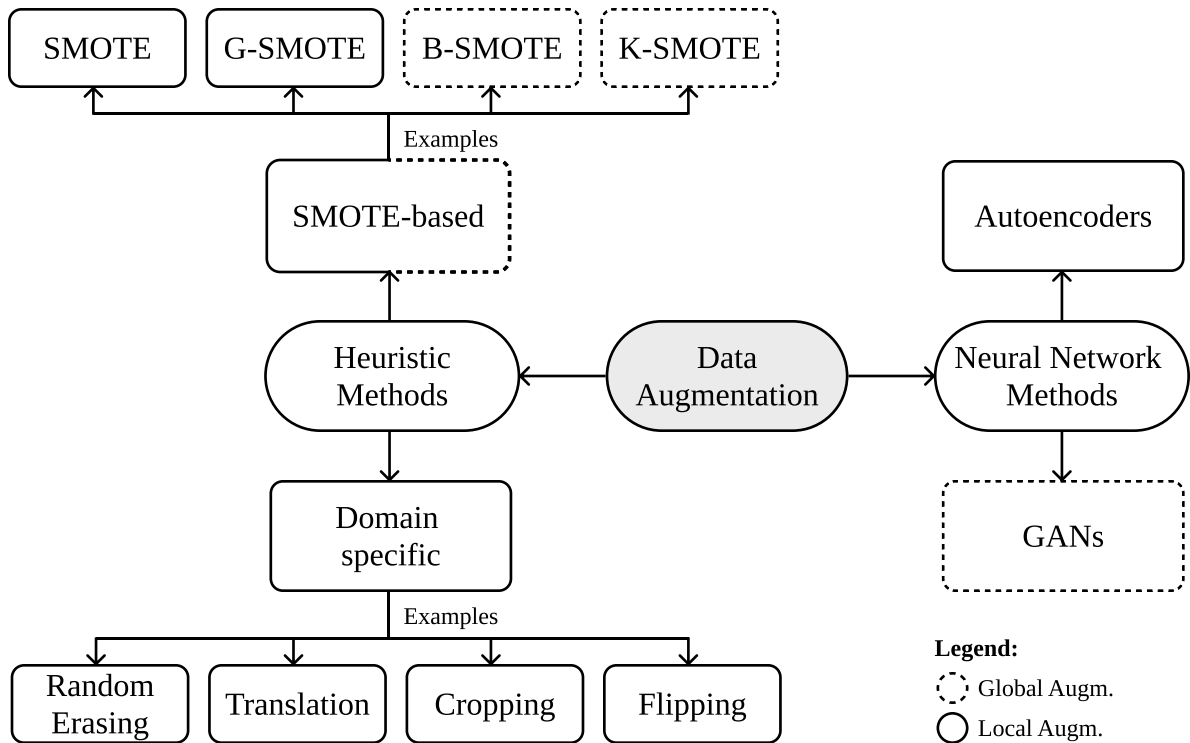 SMOTE
G-SMOTE
B-SMOTE
K-SMOTE
Examples
SMOTE-based
Autoencoders
Heuristic
Methods
Data
Augmentation
Neural Network
Methods
Domain
specific
GANs
Examples
Random
Erasing
Translation
Cropping
Flipping
Legend:
Global Augm.
Local Augm.